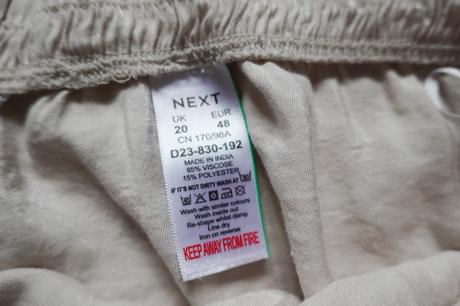 NEXT
UK EUR
20 48
CN 170/98A
D23-830-192
MADE IN INDIA
85% VISCOSE
15% POLYESTER
IF IT'S NOT DIRTY WASH AT
Wash with similar colours
Wash inside out
Re-shape whilst damp
Line dry
Iron on reverse
KEEP AWAY FROM FIRE